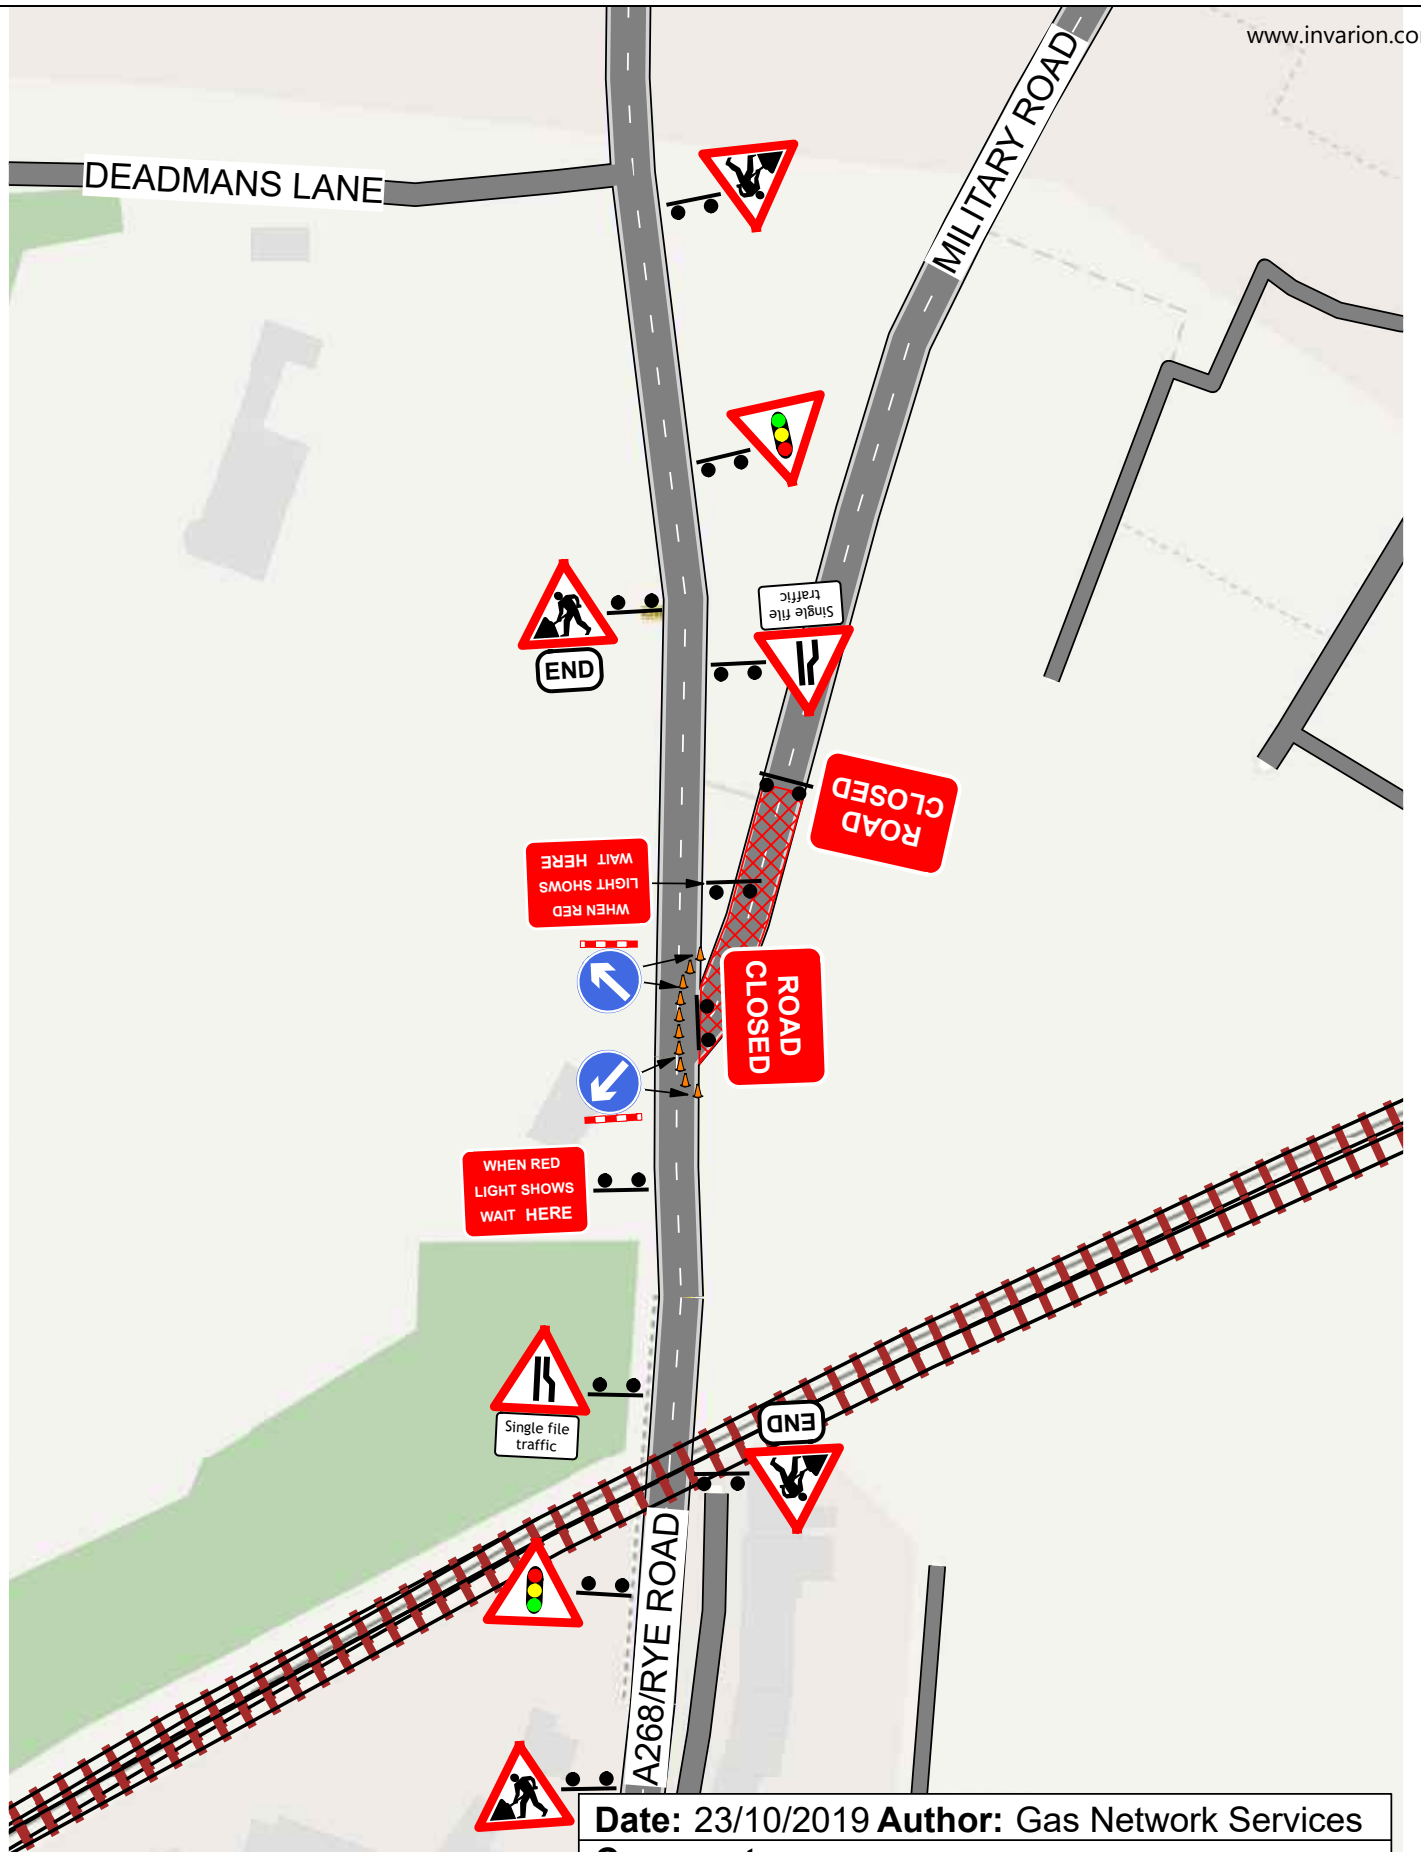 www.invarion.co
MILITARY ROAD
DEADMANS LANE
Single file
traffic
END
ROAD
CLOSED
WHEN RED
LIGHT SHOWS
WAIT HERE
ROAD
CLOSED
WHEN RED
LIGHT SHOWS
WAIT HERE
Single file
traffic
END
A268/RYE ROAD
Date: 23/10/2019 Author: Gas Network Services